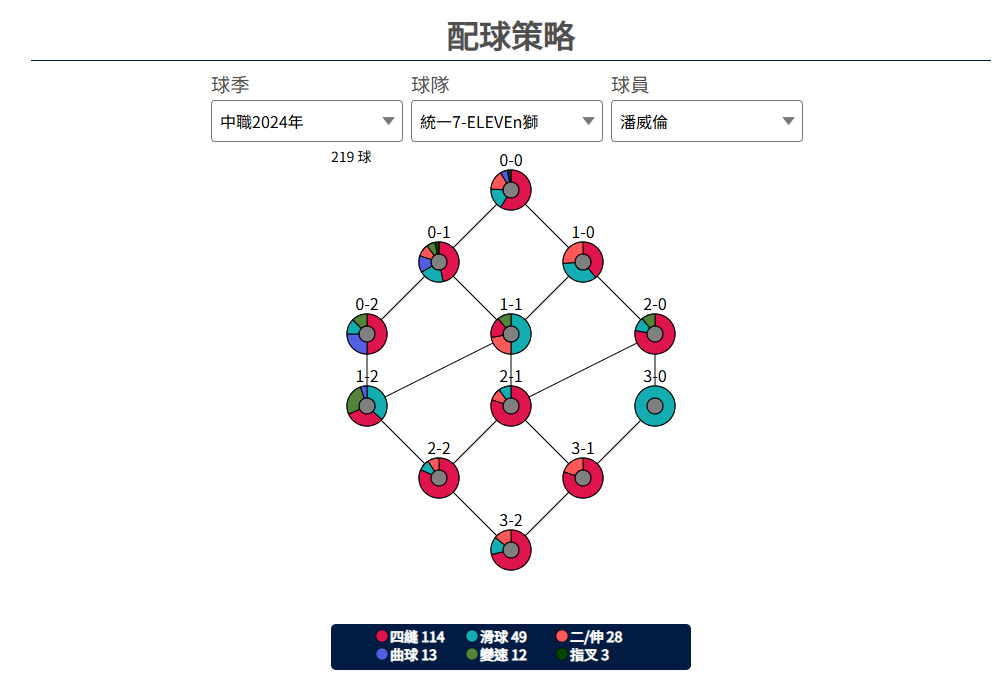 配球策略
球季 球隊 球員
中職2024年 統一7-ELEVEn獅 潘威倫
219 球
0-0
0-1 1-0
0-2 1-1 2-0
1-2 2-1 3-0
2-2 3-1
3-2
四縫 114 滑球 49 二/伸 28
曲球 13 變速 12 指叉 3